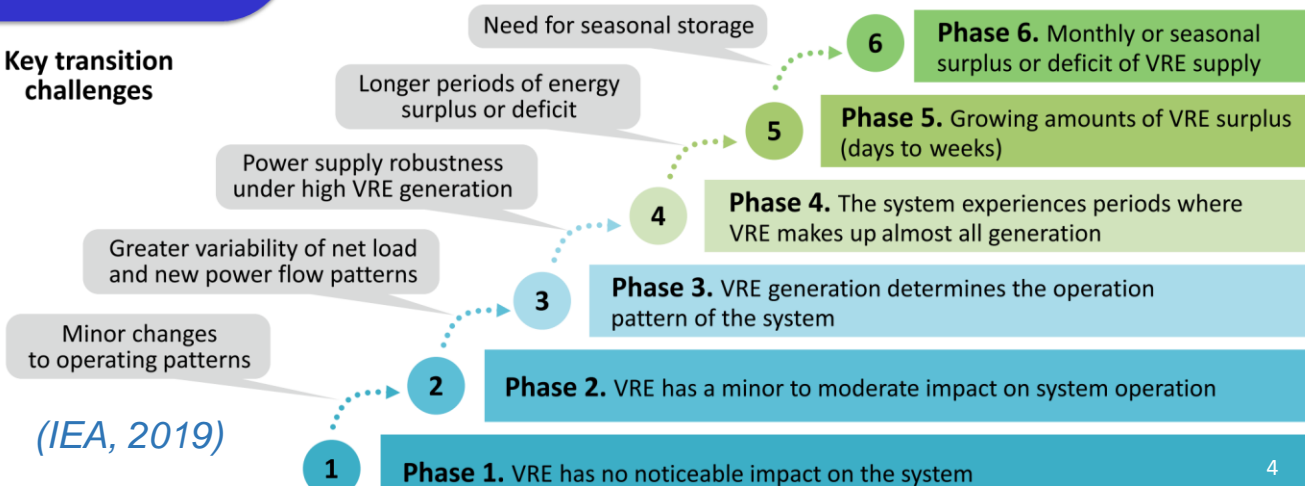 Key transition
challenges
Need for seasonal storage
6
Phase 6. Monthly or seasonal
surplus or deficit of VRE supply
Longer periods of energy
surplus or deficit
5
Phase 5. Growing amounts of VRE surplus
(days to weeks)
Power supply robustness
under high VRE generation
4
Phase 4. The system experiences periods where
VRE makes up almost all generation
Greater variability of net load
and new power flow patterns
3
Phase 3. VRE generation determines the operation
pattern of the system
Minor changes
to operating patterns
2
Phase 2. VRE has a minor to moderate impact on system operation
(IEA, 2019)
1
Phase 1. VRE has no noticeable impact on the system
4